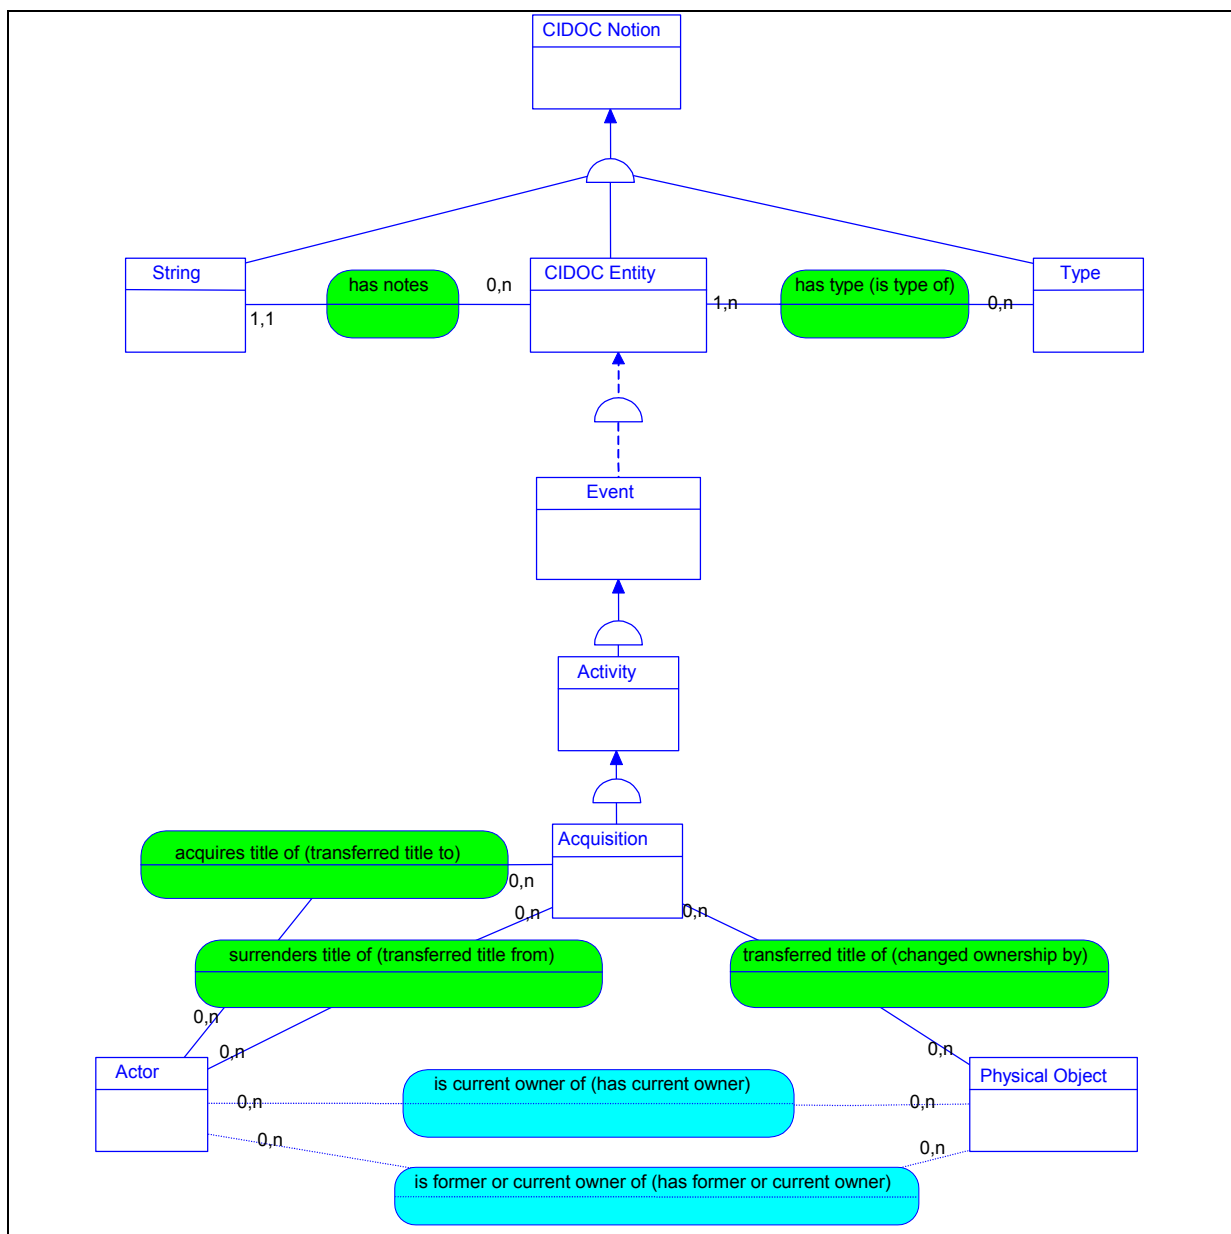 CIDOC Notion
String
CIDOC Entity
Type
has notes
0,n
has type (is type of)
1,1
1,n
0,n
Event
Activity
Acquisition
acquires title of (transferred title to)
0,n
0,n
0,n
surrenders title of (transferred title from)
transferred title of (changed ownership by)
0,n
0,n
0,n
Actor
Physical Object
is current owner of (has current owner)
0,n
0,n
0,n
0,n
is former or current owner of (has former or current owner)